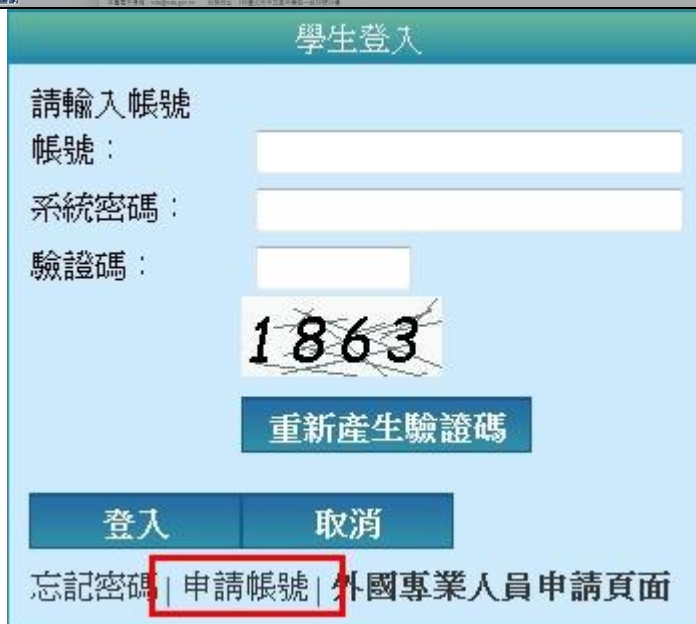 學生登入
請輸入帳號
帳號：
系統密碼：
驗證碼：
1863
重新產生驗證碼
登入 取消
忘記密碼 | 申請帳號 | 外國專業人員申請頁面